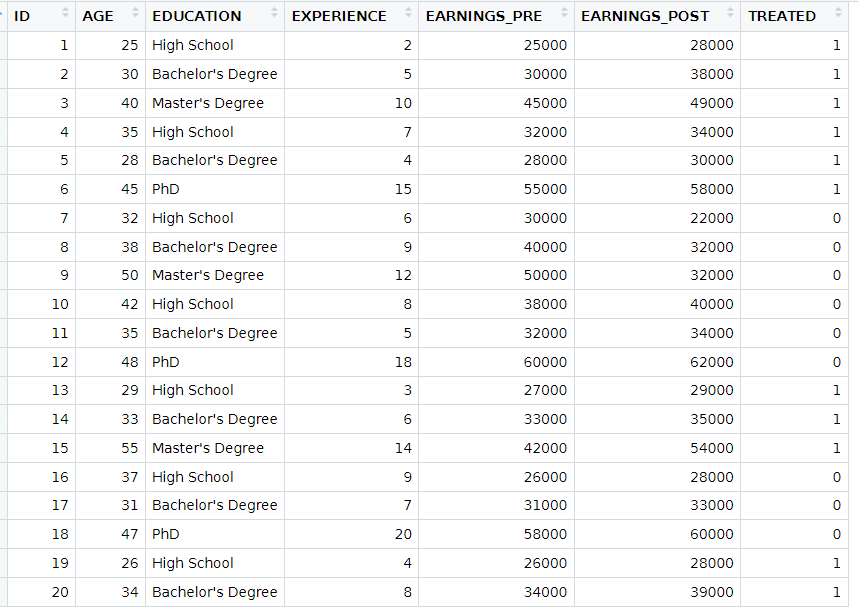 ID AGE EDUCATION EXPERIENCE EARNINGS_PRE EARNINGS_POST TREATED
1 25 High School 2 25000 28000 1
2 30 Bachelor's Degree 5 30000 38000 1
3 40 Master's Degree 10 45000 49000 1
4 35 High School 7 32000 34000 1
5 28 Bachelor's Degree 4 28000 30000 1
6 45 PhD 15 55000 58000 1
7 32 High School 6 30000 22000 0
8 38 Bachelor's Degree 9 40000 32000 0
9 50 Master's Degree 12 50000 32000 0
10 42 High School 8 38000 40000 0
11 35 Bachelor's Degree 5 32000 34000 0
12 48 PhD 18 60000 62000 0
13 29 High School 3 27000 29000 1
14 33 Bachelor's Degree 6 33000 35000 1
15 55 Master's Degree 14 42000 54000 1
16 37 High School 9 26000 28000 0
17 31 Bachelor's Degree 7 31000 33000 0
18 47 PhD 20 58000 60000 0
19 26 High School 4 26000 28000 1
20 34 Bachelor's Degree 8 34000 39000 1